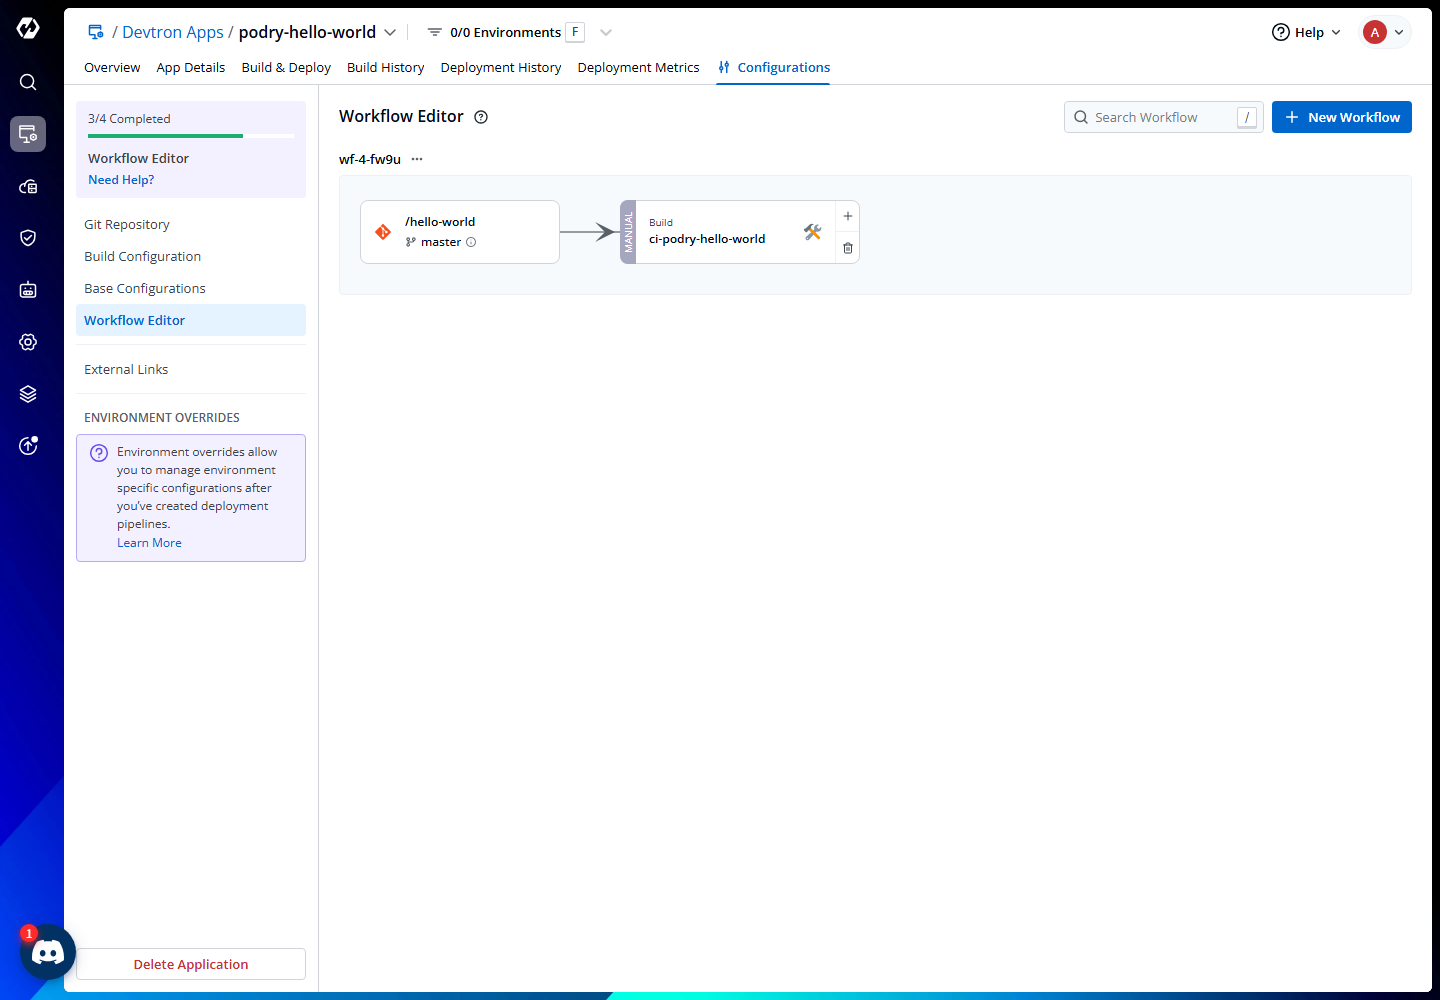 / Devtron Apps / podry-hello-world
0/0 Environments F
Help
A
Overview
App Details
Build & Deploy
Build History
Deployment History
Deployment Metrics
Configurations
3/4 Completed
Workflow Editor
Need Help?
Git Repository
Build Configuration
Base Configurations
Workflow Editor
External Links
ENVIRONMENT OVERRIDES
Environment overrides allow
you to manage environment
specific configurations after
you've created deployment
pipelines.
Learn More
1
Delete Application
Workflow Editor
Search Workflow /
New Workflow
wf-4-fw9u
/hello-world
master
MANUAL
Build
ci-podry-hello-world